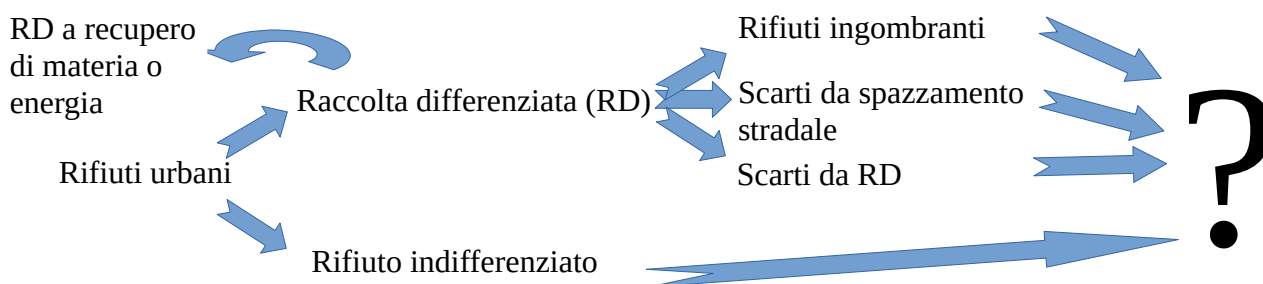 RD a recupero
di materia o
energia
Raccolta differenziata (RD)
Rifiuti urbani
Rifiuto indifferenziato
Rifiuti ingombranti
Scarti da spazzamento
stradale
Scarti da RD
?